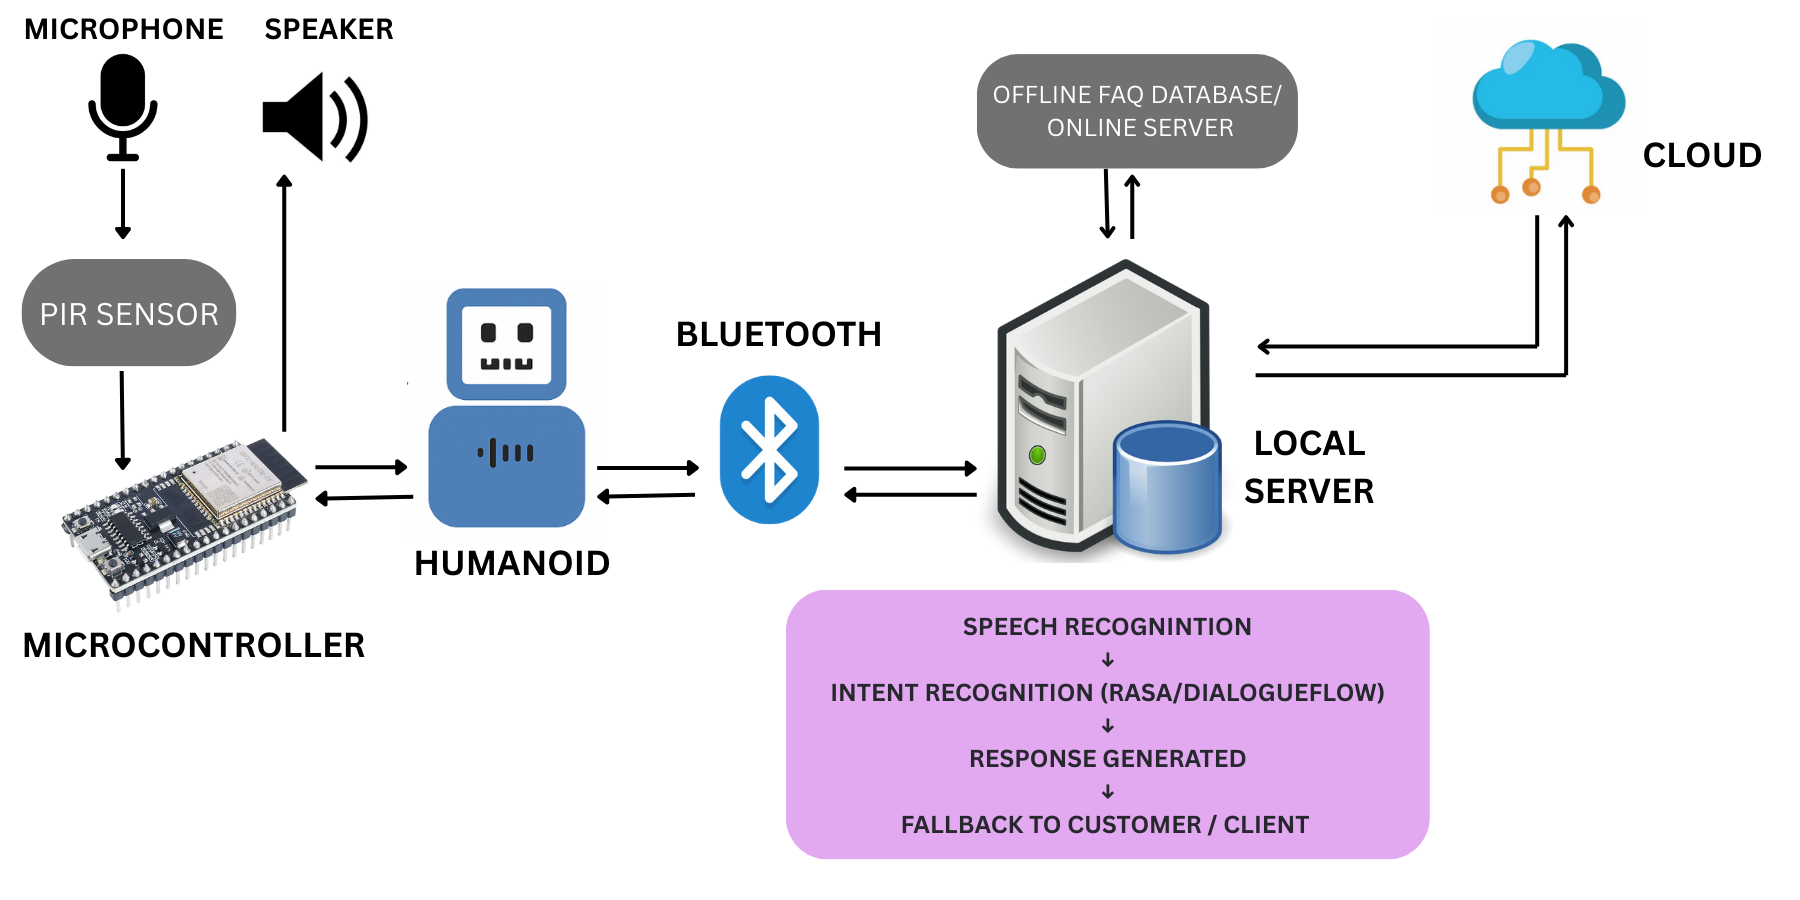 MICROPHONE
SPEAKER
OFFLINE FAQ DATABASE/
ONLINE SERVER
CLOUD
PIR SENSOR
BLUETOOTH
LOCAL
SERVER
HUMANOID
MICROCONTROLLER
SPEECH RECOGNINTION
↓
INTENT RECOGNITION (RASA/DIALOGUEFLOW)
↓
RESPONSE GENERATED
↓
FALLBACK TO CUSTOMER / CLIENT